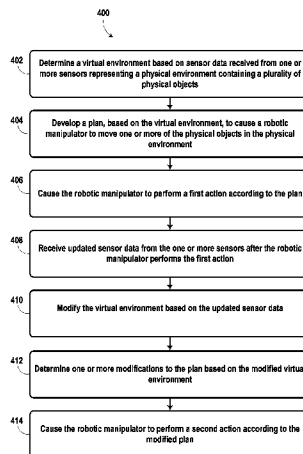 400
402
Determine a virtual environment based on sensor data received from one or
more sensors representing a physical environment containing a plurality of
physical objects
404
Develop a plan, based on the virtual environment, to cause a robotic
manipulator to move one or more of the physical objects in the physical
environment
406
Cause the robotic manipulator to perform a first action according to the plan
408
Receive updated sensor data from the one or more sensors after the robotic
manipulator performs the first action
410
Modify the virtual environment based on the updated sensor data
412
Determine one or more modifications to the plan based on the modified virtual
environment
414
Cause the robotic manipulator to perform a second action according to the
modified plan